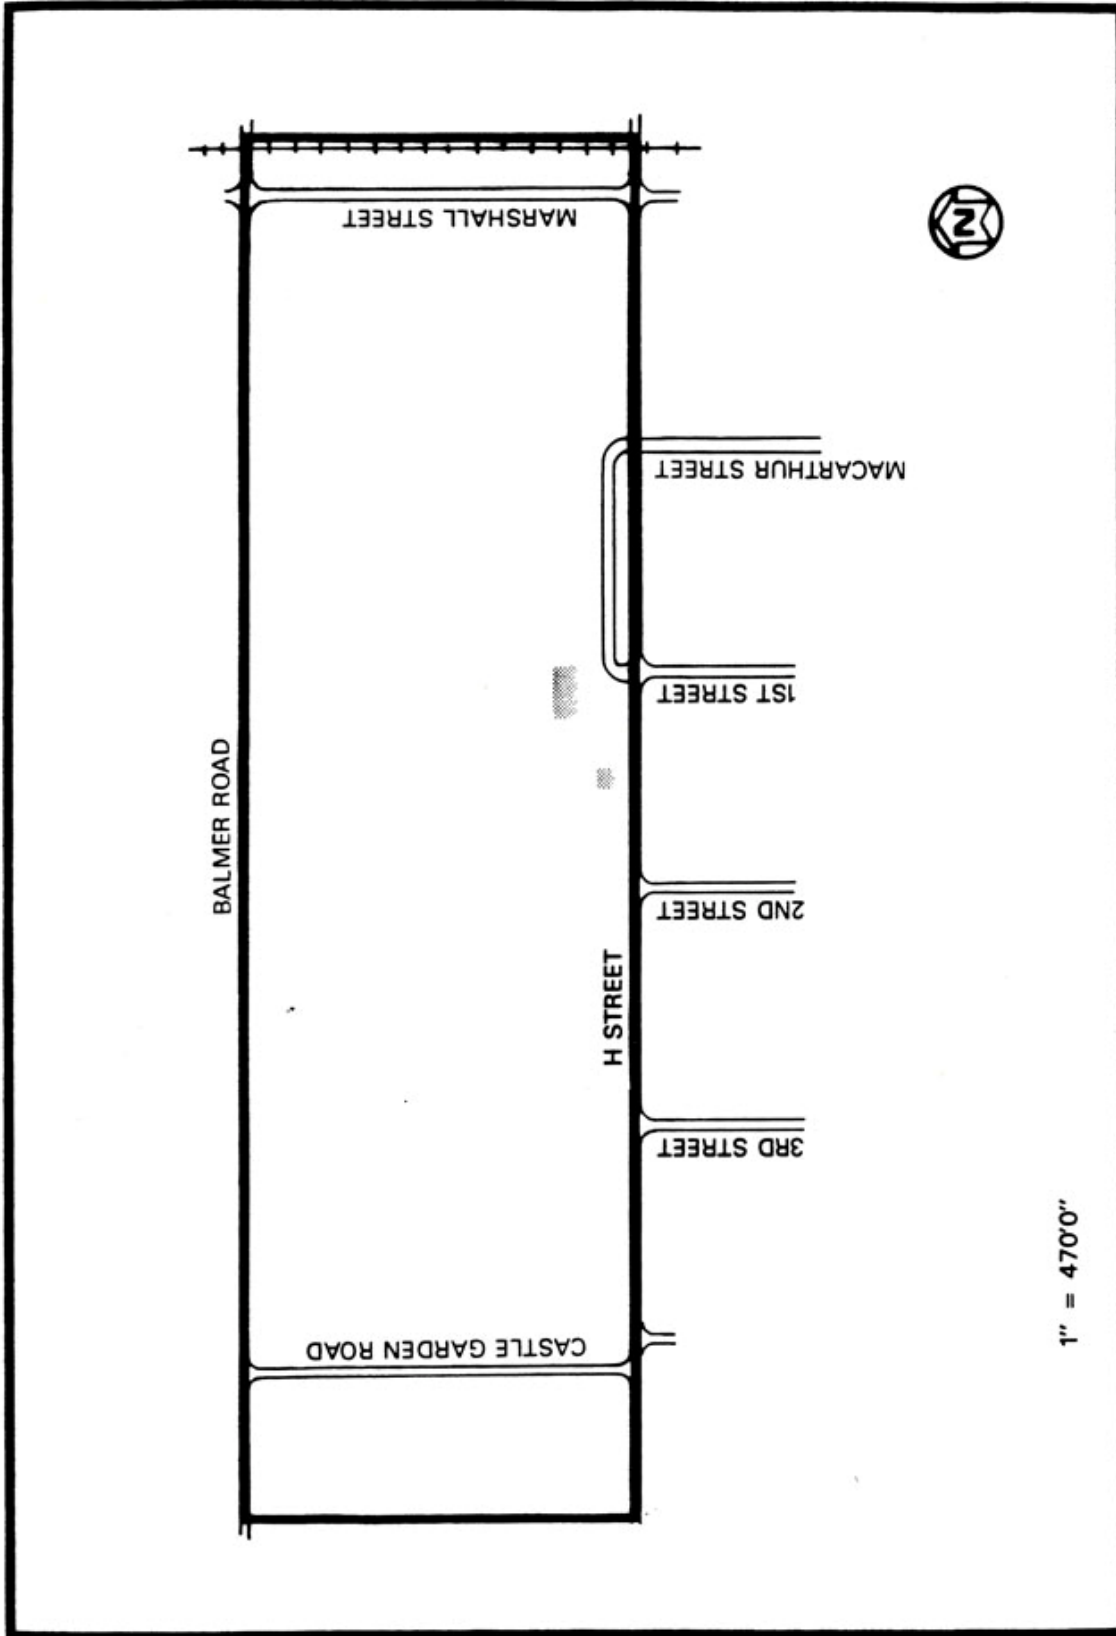 MARSHALL STREET
N
MACARTHUR STREET
1ST STREET
BALMER ROAD
2ND STREET
H STREET
3RD STREET
CASTLE GARDEN ROAD
1" = 470'0"